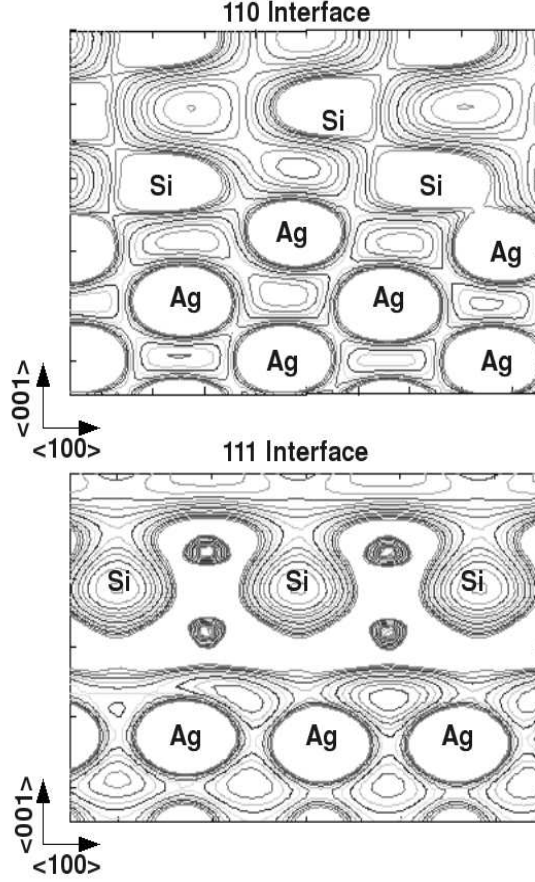 110 Interface
Si
Si
Si
Ag
Ag
Ag
Ag
Ag
Ag
<001>
<100>
111 Interface
Si
Si
Si
Ag
Ag
Ag
<001>
<100>